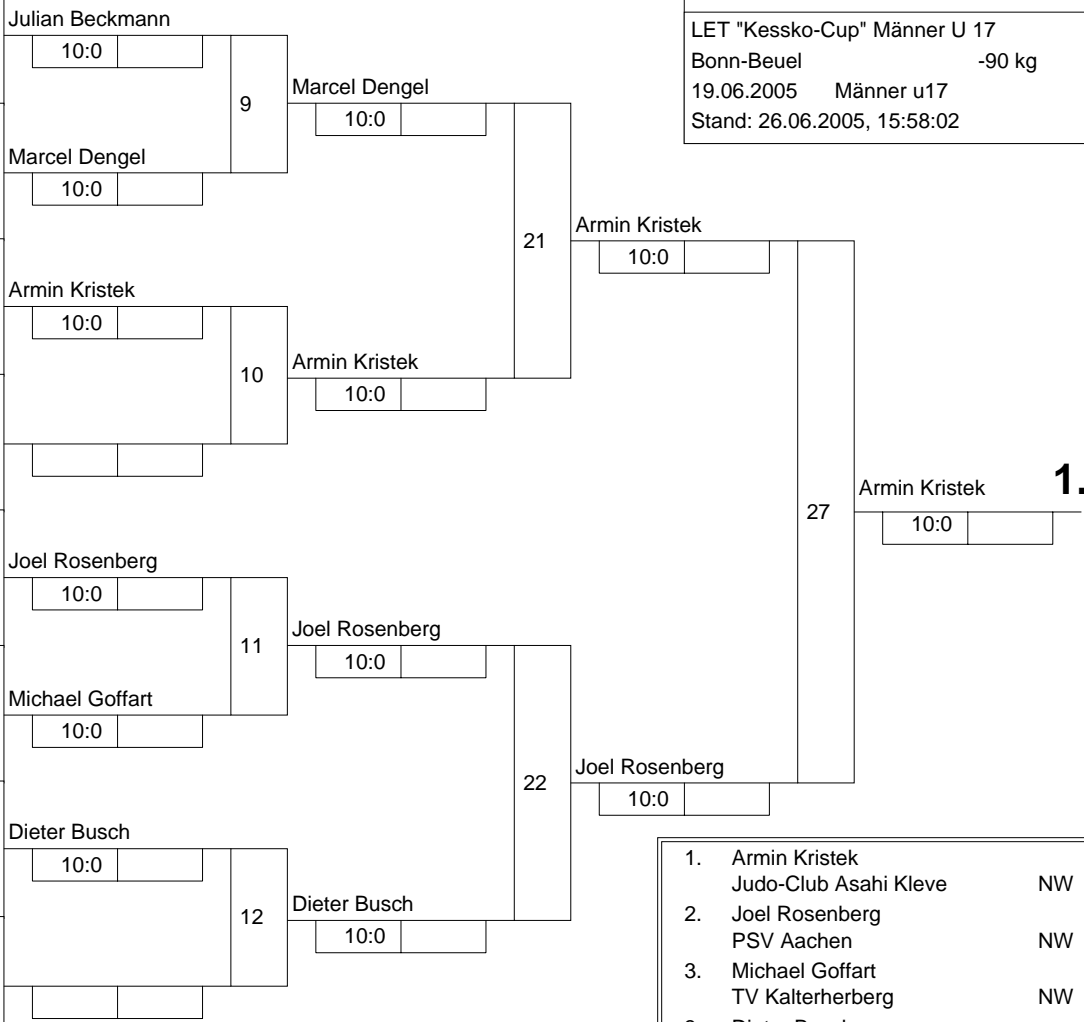 Julian Beckmann
10:0
9
Marcel Dengel
10:0
Marcel Dengel
10:0
21
Armin Kristek
10:0
Armin Kristek
10:0
10
Armin Kristek
10:0
27
Armin Kristek
1.
10:0
Joel Rosenberg
10:0
11
Joel Rosenberg
10:0
Michael Goffart
10:0
22
Joel Rosenberg
10:0
Dieter Busch
10:0
12
Dieter Busch
10:0
LET "Kessko-Cup" Männer U 17
Bonn-Beuel -90 kg
19.06.2005 Männer u17
Stand: 26.06.2005, 15:58:02
1. Armin Kristek
Judo-Club Asahi Kleve NW
2. Joel Rosenberg
PSV Aachen NW
3. Michael Goffart
TV Kalterherberg NW